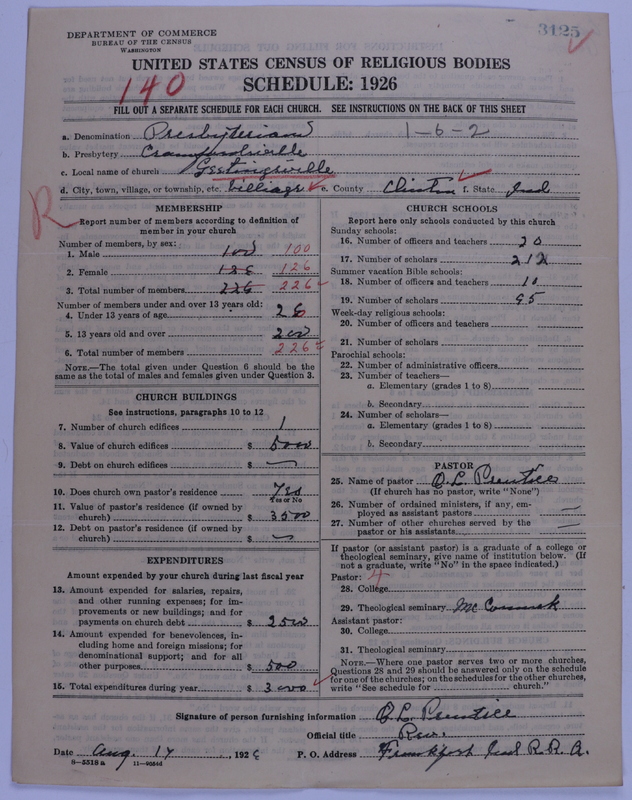 DEPARTMENT OF COMMERCE
BUREAU OF THE CENSUS
WASHINGTON
3125
UNITED STATES CENSUS OF RELIGIOUS BODIES
140
SCHEDULE: 1926
FILL OUT A SEPARATE SCHEDULE FOR EACH CHURCH. SEE INSTRUCTIONS ON THE BACK OF THIS SHEET
a. Denomination Presbyterian 1-6-2
b. Presbytery Crawfordsville
c. Local name of church Geetingsville
d. City, town, village, or township, etc. village e. County Clinton f. State Ind
R
MEMBERSHIP
Report number of members according to definition of member in your church
Number of members, by sex:
1. Male 100 100
2. Female 126 126
3. Total number of members 226 226
Number of members under and over 13 years old:
4. Under 13 years of age 26
5. 13 years old and over 200
6. Total number of members 226
NOTE.—The total given under Question 6 should be
same as the total of males and females given under Question 3.
CHURCH BUILDINGS
See instructions, paragraphs 10 to 12
7. Number of church edifices 1
8. Value of church edifices $ 5000
9. Debt on church edifices $ —
10. Does church own pastor's residence Yes
Yes or No
11. Value of pastor's residence (if owned by
church) $ 3500
12. Debt on pastor's residence (if owned by
church) $ —
EXPENDITURES
Amount expended by your church during last fiscal year
13. Amount expended for salaries, repairs,
and other running expenses; for im-
provements or new buildings; and for
payments on church debt $ 2500
14. Amount expended for benevolences, in-
cluding home and foreign missions; for
denominational support; and for all
other purposes $ 500
15. Total expenditures during year $ 3000
CHURCH SCHOOLS
Report here only schools conducted by this church
Sunday schools:
16. Number of officers and teachers 20
17. Number of scholars 212
Summer vacation Bible schools:
18. Number of officers and teachers 10
19. Number of scholars 95
Week-day religious schools:
20. Number of officers and teachers
21. Number of scholars
Parochial schools:
22. Number of administrative officers
23. Number of teachers—
a. Elementary (grades 1 to 8)
b. Secondary
24. Number of scholars—
a. Elementary (grades 1 to 8)
b. Secondary
PASTOR
25. Name of pastor O. L. Prentice
(If church has no pastor, write "None")
26. Number of ordained ministers, if any, em-
ployed as assistant pastors —
27. Number of other churches served by the
pastor or his assistants —
If pastor (or assistant pastor) is a graduate of a college or
theological seminary, give name of institution below. (If
not a graduate, write "No" in the space indicated.)
Pastor: 4
28. College
29. Theological seminary McCormick
Assistant pastor:
30. College
31. Theological seminary
NOTE.—Where one pastor serves two or more churches,
Questions 28 and 29 should be answered only on the schedule
for one of the churches; on the schedules for the other churches,
write "See schedule for church."
Signature of person furnishing information O. L. Prentice
Official title Rev.
Date Aug. 17, 1926 P. O. Address Frankfort Ind R.R.
8-5518 a